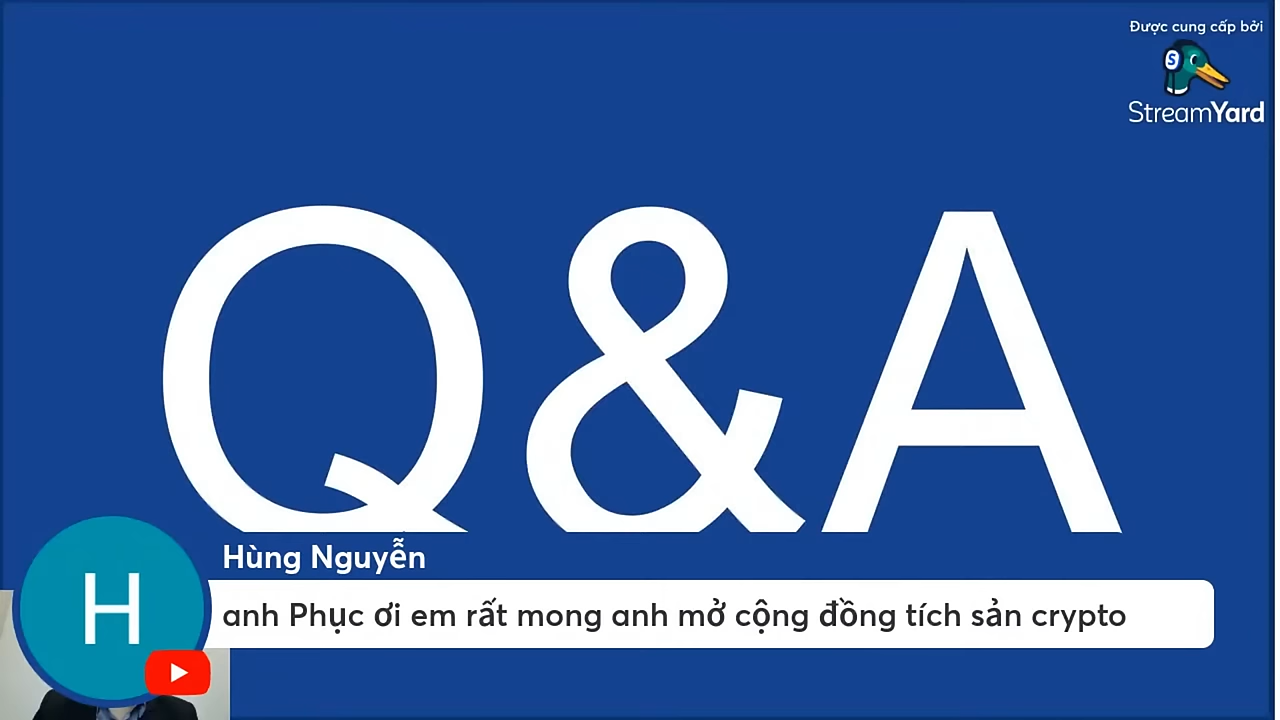 Được cung cấp bởi
S
StreamYard
Q&A
H
Hùng Nguyễn
anh Phục ơi em rất mong anh mở cộng đồng tích sản crypto